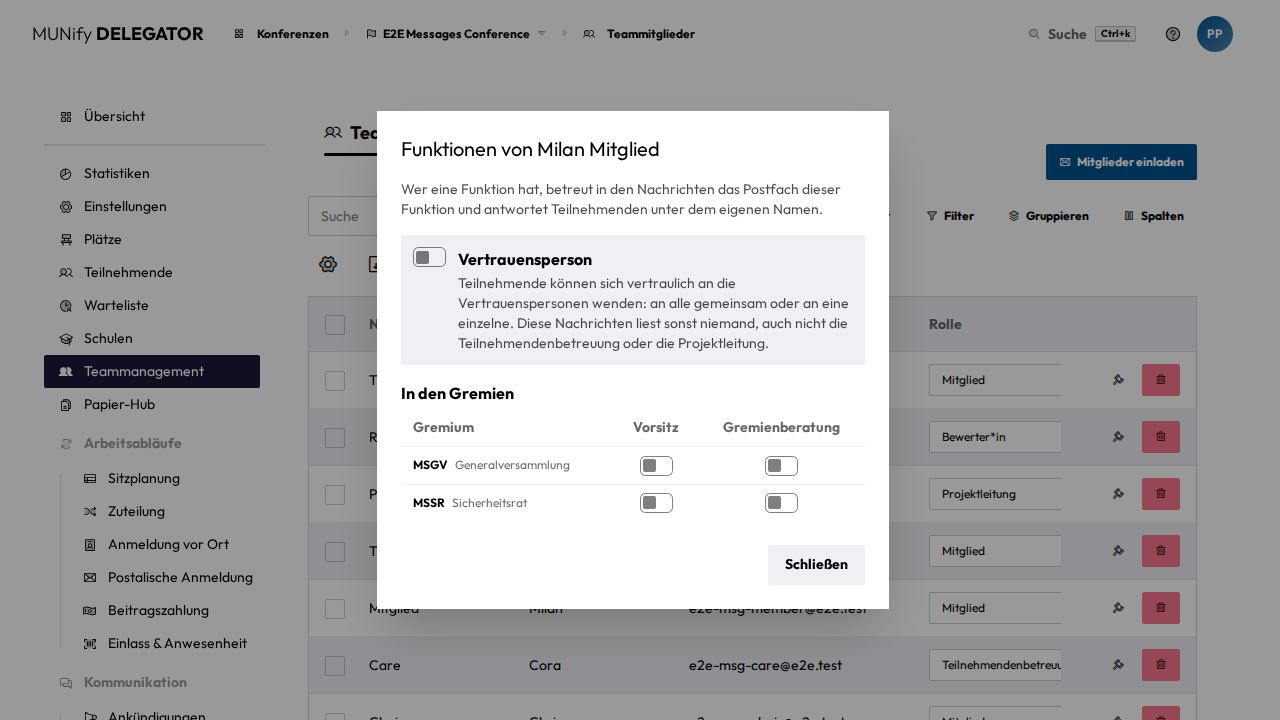 MUNify DELEGATOR
Konferenzen
E2E Messages Conference
Teammitglieder
Suche
Ctrl+k
PP
Übersicht
Statistiken
Einstellungen
Plätze
Teilnehmende
Warteliste
Schulen
Teammanagement
Papier-Hub
Arbeitsabläufe
Sitzplanung
Zuteilung
Anmeldung vor Ort
Postalische Anmeldung
Beitragszahlung
Einlass & Anwesenheit
Kommunikation
Ankündigungen
Mitglieder einladen
Suche
Filter
Gruppieren
Spalten
Rolle
Mitglied
Bewerter*in
Projektleitung
Mitglied
Mitglied Milan e2e-msg-member@e2e.test Mitglied
Care Cora e2e-msg-care@e2e.test
Funktionen von Milan Mitglied
Wer eine Funktion hat, betreut in den Nachrichten das Postfach dieser
Funktion und antwortet Teilnehmenden unter dem eigenen Namen.
Vertrauensperson
Teilnehmende können sich vertraulich an die
Vertrauenspersonen wenden: an alle gemeinsam oder an eine
einzelne. Diese Nachrichten liest sonst niemand, auch nicht die
Teilnehmendenbetreuung oder die Projektleitung.
In den Gremien
Gremium Vorsitz Gremienberatung
MSGV Generalversammlung
MSSR Sicherheitsrat
Schließen